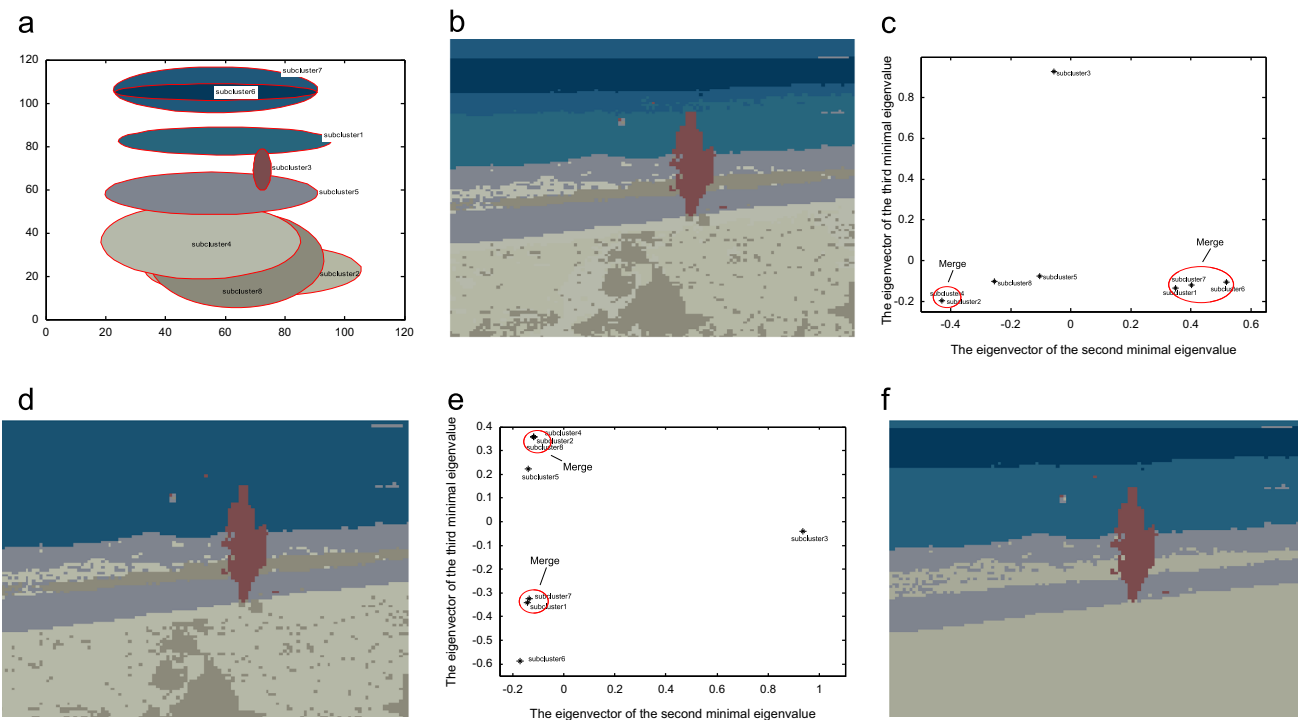 a
120
100
80
60
40
20
0
0
20
40
60
80
100
120
subcluster7
subcluster6
subcluster1
subcluster3
subcluster5
subcluster4
subcluster2
subcluster8
b
c
The eigenvector of the third minimal eigenvalue
0.8
0.6
0.4
0.2
0
-0.2
-0.4
-0.2
0
0.2
0.4
0.6
The eigenvector of the second minimal eigenvalue
subcluster3
Merge
Merge
subcluster5
subcluster7
subcluster8
subcluster1
subcluster6
subcluster4
subcluster2
d
e
The eigenvector of the third minimal eigenvalue
0.4
0.3
0.2
0.1
0
-0.1
-0.2
-0.3
-0.4
-0.5
-0.6
-0.2
0
0.2
0.4
0.6
0.8
1
The eigenvector of the second minimal eigenvalue
subcluster4
subcluster2
subcluster8
Merge
subcluster5
subcluster3
Merge
subcluster7
subcluster1
subcluster6
f